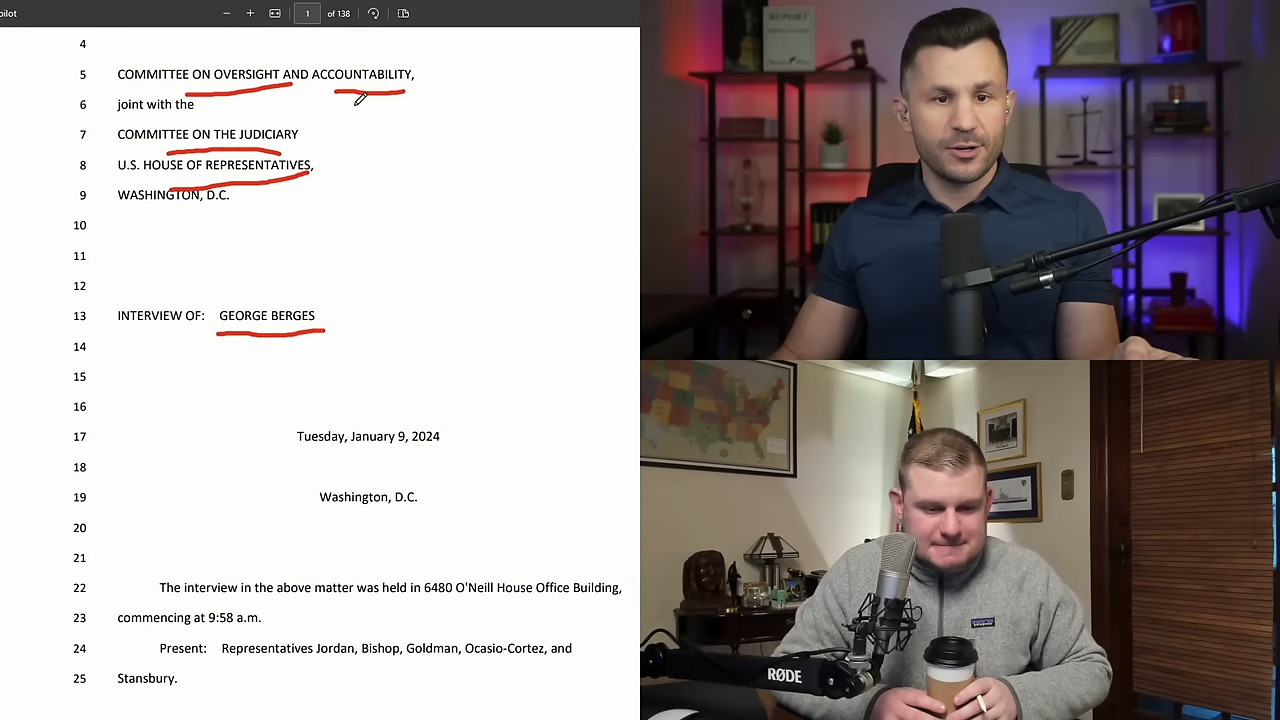 pilot
1 of 138
4
5 COMMITTEE ON OVERSIGHT AND ACCOUNTABILITY,
6 joint with the
7 COMMITTEE ON THE JUDICIARY
8 U.S. HOUSE OF REPRESENTATIVES,
9 WASHINGTON, D.C.
10
11
12
13 INTERVIEW OF: GEORGE BERGES
14
15
16
17 Tuesday, January 9, 2024
18
19 Washington, D.C.
20
21
22 The interview in the above matter was held in 6480 O'Neill House Office Building,
23 commencing at 9:58 a.m.
24 Present: Representatives Jordan, Bishop, Goldman, Ocasio-Cortez, and
25 Stansbury.
REPORT
patagonia
RØDE